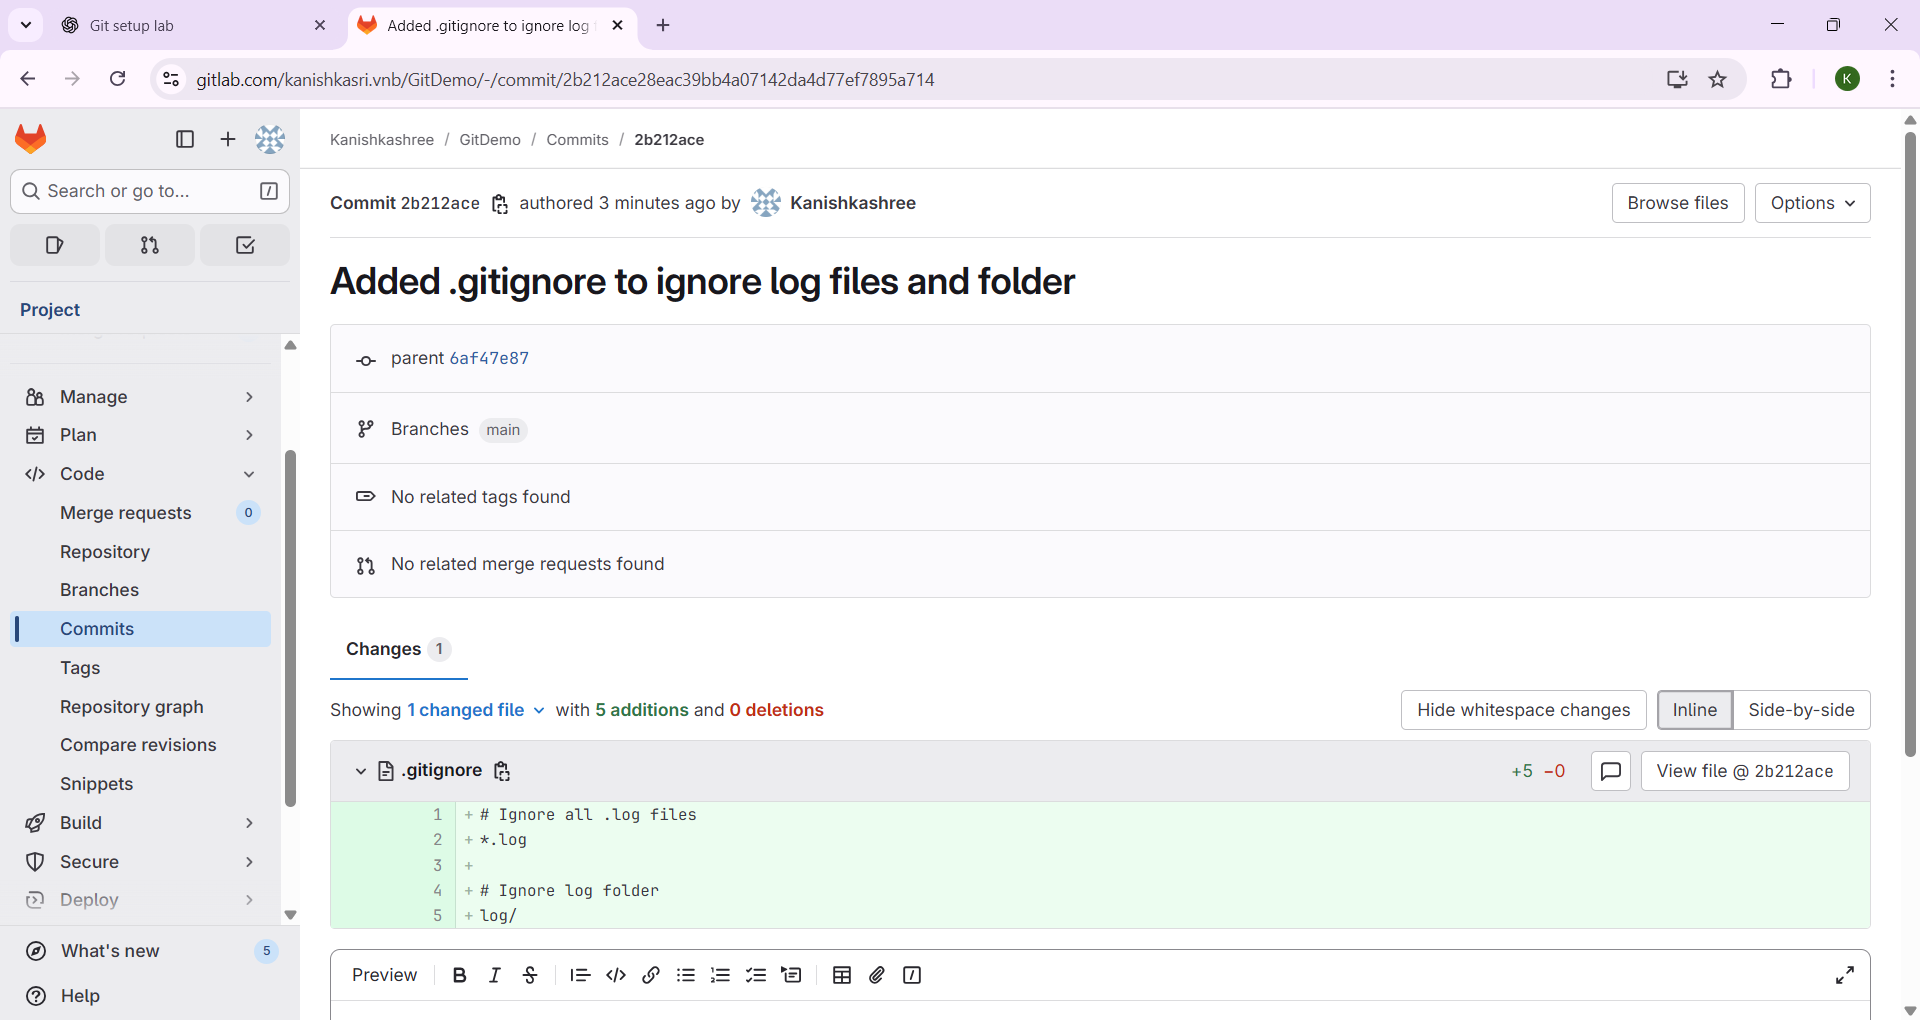 Git setup lab
Added .gitignore to ignore log
gitlab.com/kanishkasri.vnb/GitDemo/-/commit/2b212ace28eac39bb4a07142da4d77ef7895a714
K
Search or go to...
/
Project
Manage
Plan
Code
Merge requests 0
Repository
Branches
Commits
Tags
Repository graph
Compare revisions
Snippets
Build
Secure
Deploy
What's new 5
Help
Kanishkashree / GitDemo / Commits / 2b212ace
Commit 2b212ace authored 3 minutes ago by Kanishkashree
Browse files
Options
Added .gitignore to ignore log files and folder
parent 6af47e87
Branches main
No related tags found
No related merge requests found
Changes 1
Showing 1 changed file with 5 additions and 0 deletions
Hide whitespace changes
Inline
Side-by-side
.gitignore
+5 −0
View file @ 2b212ace
1 + # Ignore all .log files
2 + *.log
3 +
4 + # Ignore log folder
5 + log/
Preview